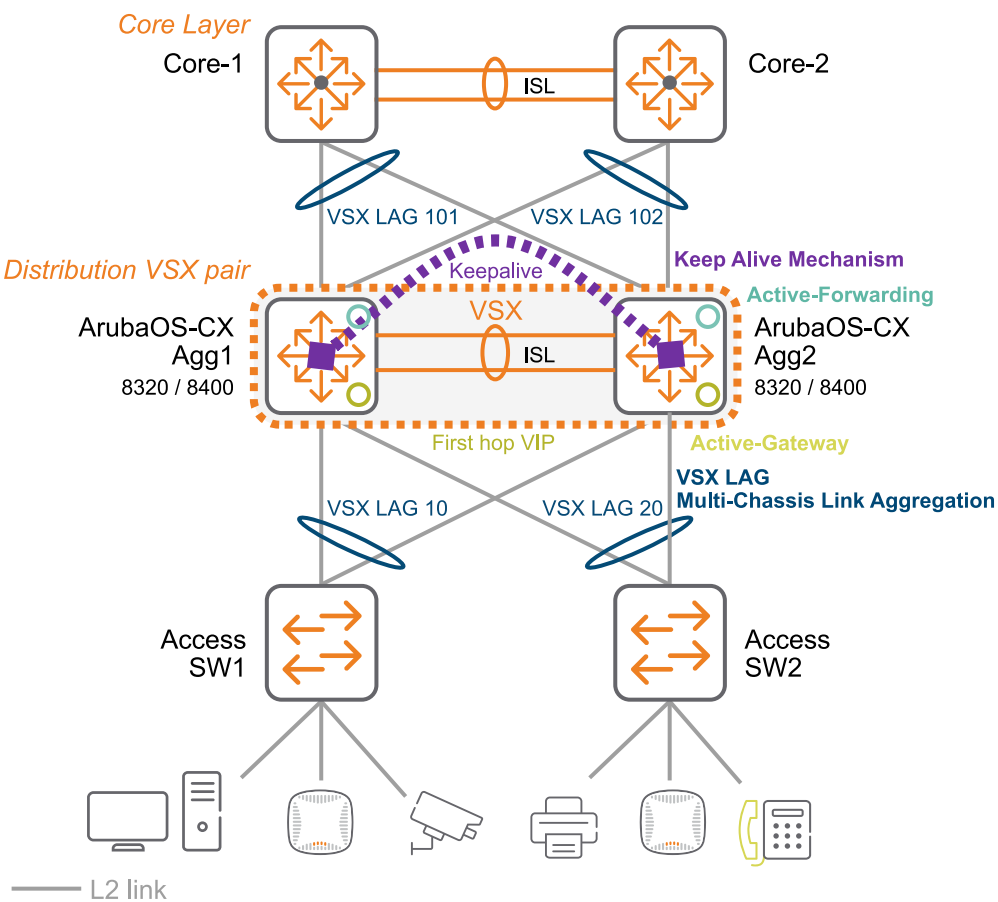 Core Layer
Core-1
Core-2
ISL
VSX LAG 101
VSX LAG 102
Distribution VSX pair
Keepalive
Keep Alive Mechanism
Active-Forwarding
VSX
ArubaOS-CX
Agg1
8320 / 8400
ISL
ArubaOS-CX
Agg2
8320 / 8400
First hop VIP
Active-Gateway
VSX LAG
Multi-Chassis Link Aggregation
VSX LAG 10
VSX LAG 20
Access
SW1
Access
SW2
L2 link